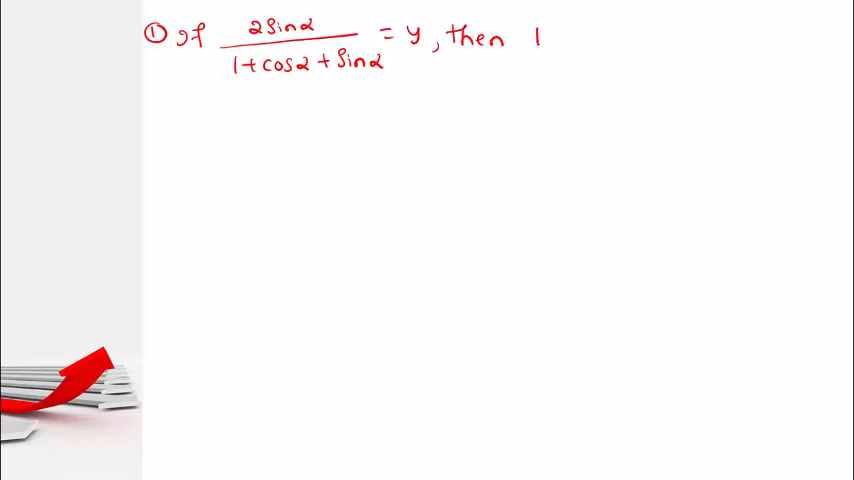 ① If 2sinα / 1+cosα+sinα = y, then 1